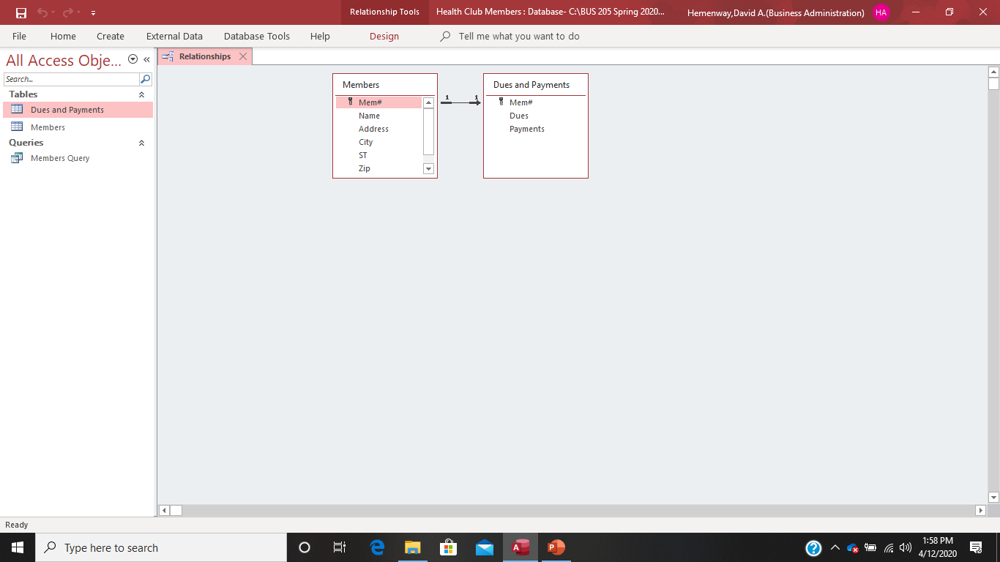 Relationship Tools
Health Club Members : Database- C:\BUS 205 Spring 2020...
Hemenway,David A.(Business Administration)
HA
File Home Create External Data Database Tools Help Design Tell me what you want to do
All Access Obje...
Search...
Tables
Dues and Payments
Members
Queries
Members Query
Relationships
Members
Mem#
Name
Address
City
ST
Zip
1 1
Dues and Payments
Mem#
Dues
Payments
Ready
Type here to search
1:58 PM
4/12/2020